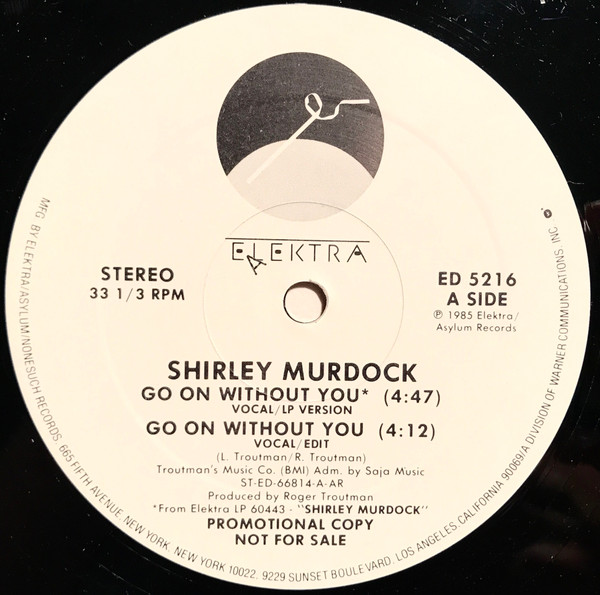 ELEKTRA
STEREO
33 1/3 RPM
ED 5216
A SIDE
℗ 1985 Elektra/
Asylum Records
SHIRLEY MURDOCK
GO ON WITHOUT YOU* (4:47)
VOCAL/LP VERSION
GO ON WITHOUT YOU (4:12)
VOCAL/EDIT
(L. Troutman/R. Troutman)
Troutman's Music Co. (BMI) Adm. by Saja Music
ST-ED-66814-A-AR
Produced by Roger Troutman
*From Elektra LP 60443 - "SHIRLEY MURDOCK"
PROMOTIONAL COPY
NOT FOR SALE
MFG. BY ELEKTRA/ASYLUM/NONESUCH RECORDS, 665 FIFTH AVENUE, NEW YORK, NEW YORK 10022. 9229 SUNSET BOULEVARD, LOS ANGELES, CALIFORNIA 90069/A DIVISION OF WARNER COMMUNICATIONS, INC.